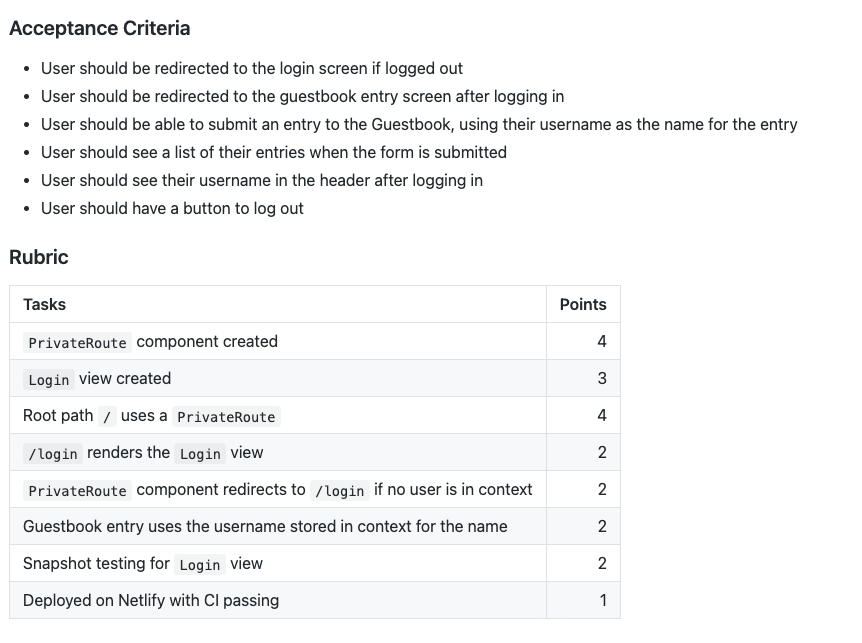 Acceptance Criteria
• User should be redirected to the login screen if logged out
• User should be redirected to the guestbook entry screen after logging in
• User should be able to submit an entry to the Guestbook, using their username as the name for the entry
• User should see a list of their entries when the form is submitted
• User should see their username in the header after logging in
• User should have a button to log out
Rubric
Tasks Points
PrivateRoute component created 4
Login view created 3
Root path / uses a PrivateRoute 4
/login renders the Login view 2
PrivateRoute component redirects to /login if no user is in context 2
Guestbook entry uses the username stored in context for the name 2
Snapshot testing for Login view 2
Deployed on Netlify with CI passing 1